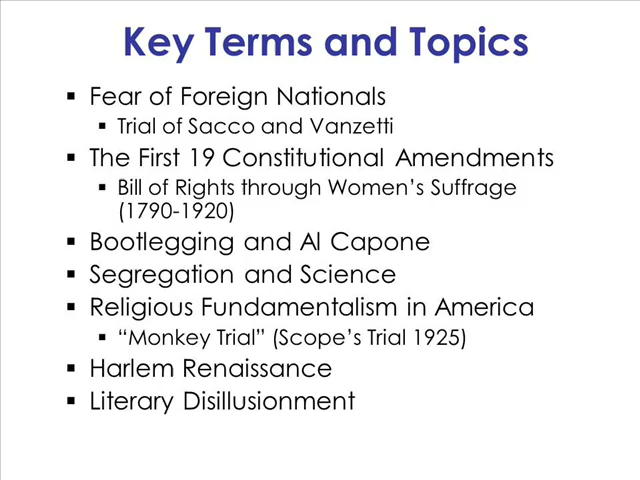 Key Terms and Topics
▪ Fear of Foreign Nationals
▪ Trial of Sacco and Vanzetti
▪ The First 19 Constitutional Amendments
▪ Bill of Rights through Women's Suffrage
(1790-1920)
▪ Bootlegging and Al Capone
▪ Segregation and Science
▪ Religious Fundamentalism in America
▪ “Monkey Trial” (Scope's Trial 1925)
▪ Harlem Renaissance
▪ Literary Disillusionment